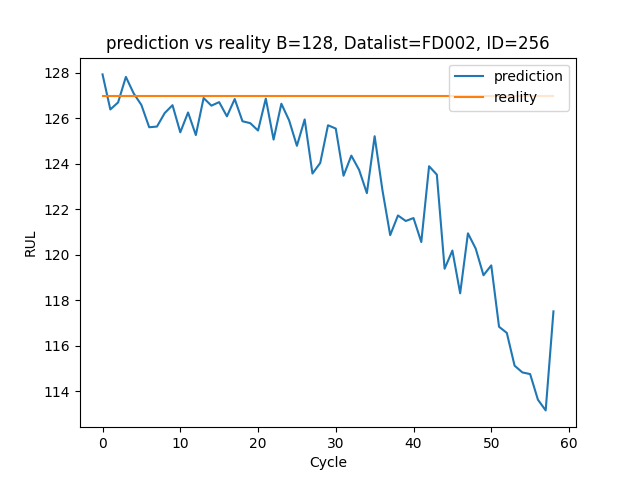 prediction vs reality B=128, Datalist=FD002, ID=256
prediction
reality
128
126
124
122
120
118
116
114
RUL
0 10 20 30 40 50 60
Cycle